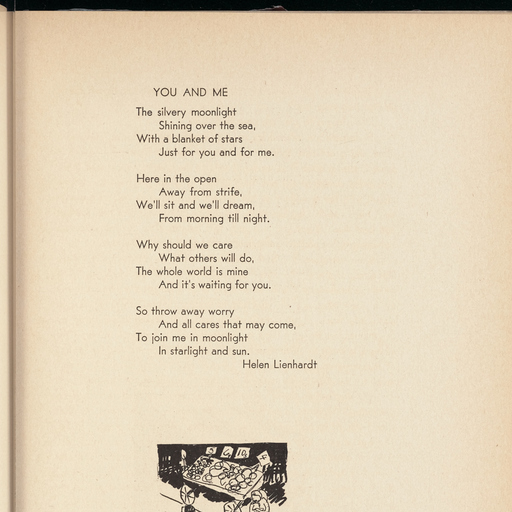 YOU AND ME
The silvery moonlight
Shining over the sea,
With a blanket of stars
Just for you and for me.
Here in the open
Away from strife,
We'll sit and we'll dream,
From morning till night.
Why should we care
What others will do,
The whole world is mine
And it's waiting for you.
So throw away worry
And all cares that may come,
To join me in moonlight
In starlight and sun.
Helen Lienhardt